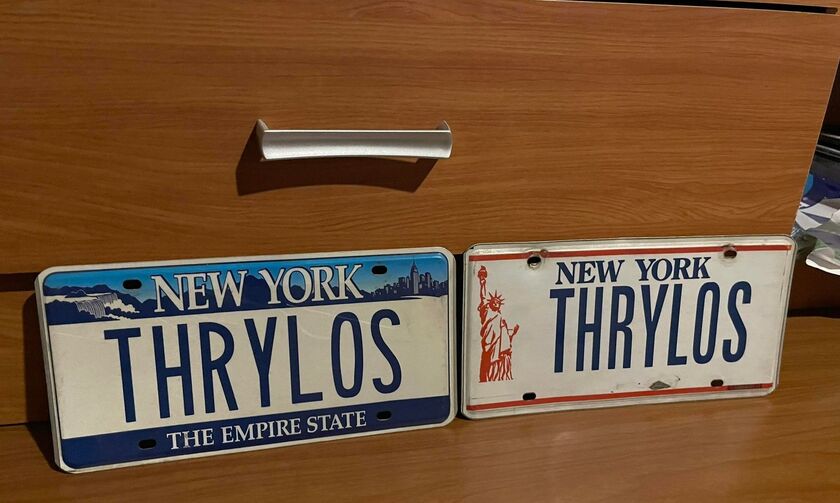 NEW YORK
THRYLOS
THE EMPIRE STATE
NEW YORK
THRYLOS